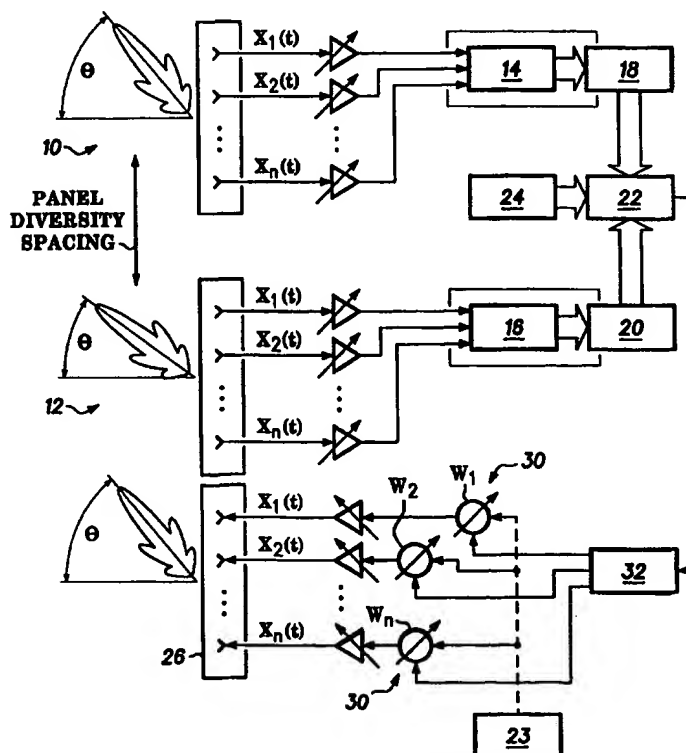 θ
X1(t)
X2(t)
Xn(t)
14
18
10
PANEL
DIVERSITY
SPACING
24
22
θ
X1(t)
X2(t)
Xn(t)
16
20
12
θ
X1(t)
X2(t)
Xn(t)
W1
W2
Wn
30
32
26
30
23